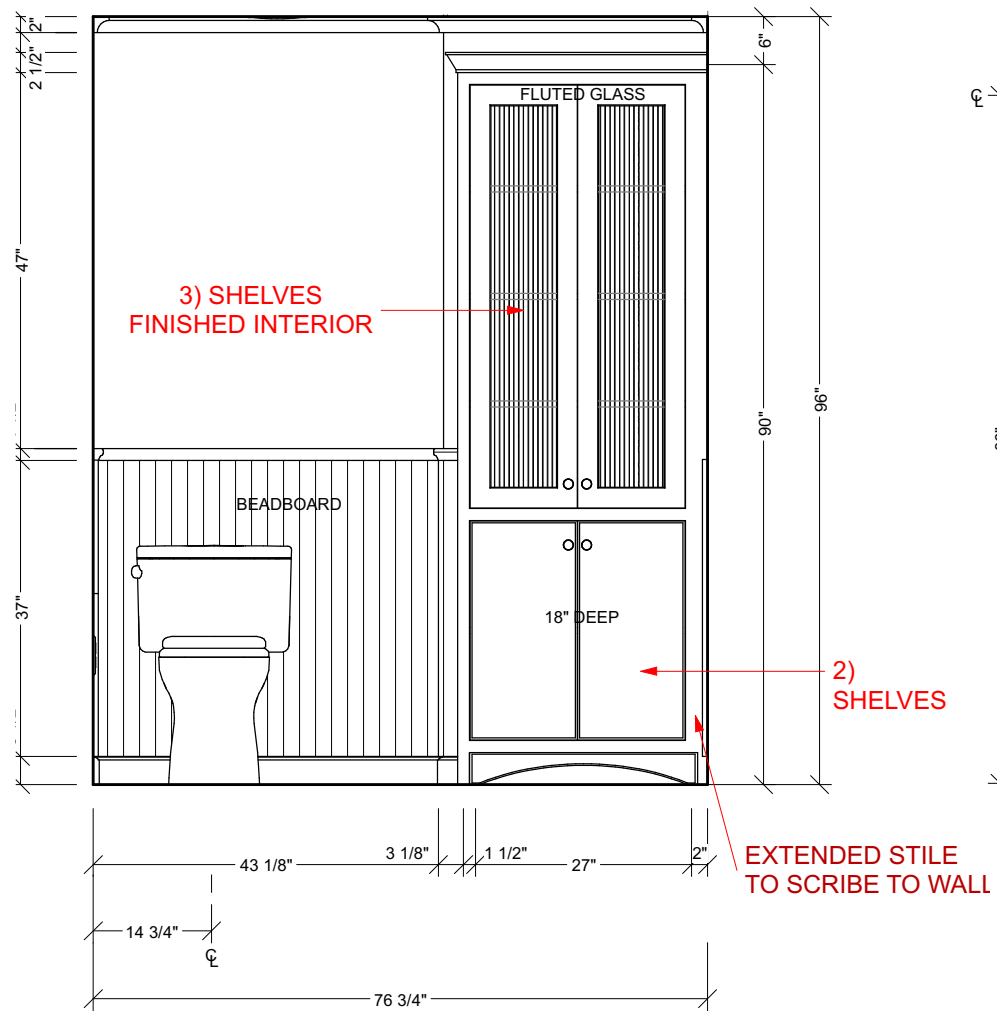 2"
6"
2 1/2"
FLUTED GLASS
℄
47"
3) SHELVES
FINISHED INTERIOR
96"
90"
BEADBOARD
37"
18" DEEP
2)
SHELVES
43 1/8"
3 1/8"
1 1/2"
27"
2"
EXTENDED STILE
TO SCRIBE TO WALL
14 3/4"
℄
76 3/4"